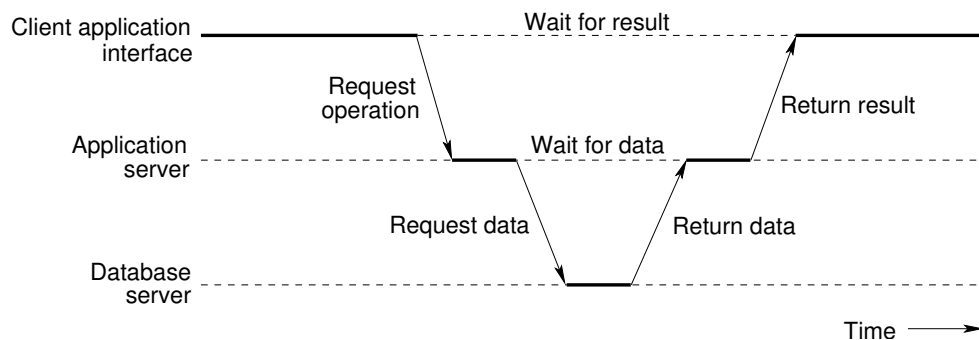 Client application
interface
Wait for result
Request
operation
Return result
Application
server
Wait for data
Request data
Return data
Database
server
Time